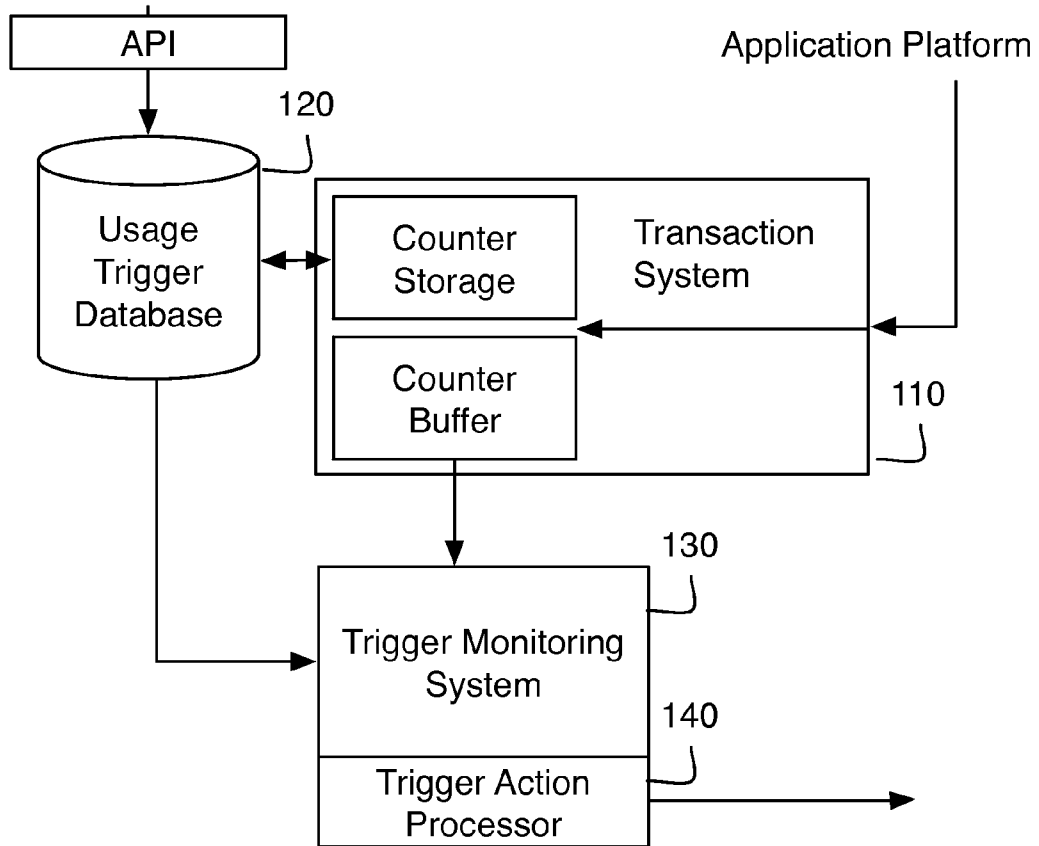 API
Application Platform
120
Usage
Trigger
Database
Counter
Storage
Transaction
System
Counter
Buffer
110
130
Trigger Monitoring
System
140
Trigger Action
Processor